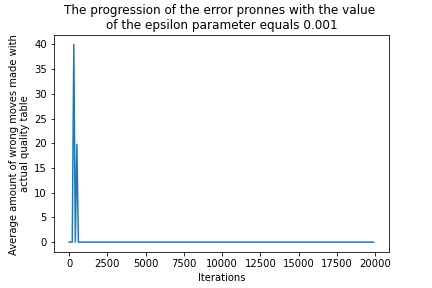 The progression of the error pronnes with the value
of the epsilon parameter equals 0.001
Average amount of wrong moves made with
actual quality table
40
35
30
25
20
15
10
5
0
0 2500 5000 7500 10000 12500 15000 17500 20000
Iterations